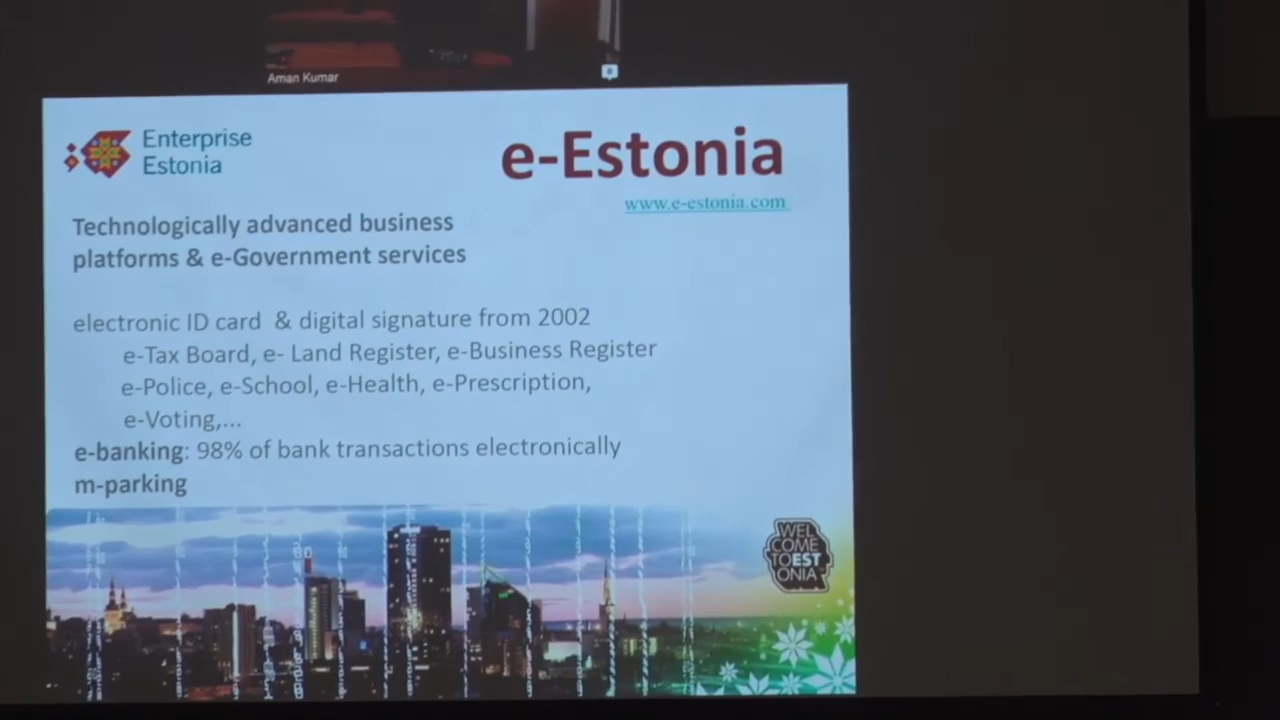 Aman Kumar
Enterprise
Estonia
e-Estonia
www.e-estonia.com
Technologically advanced business
platforms & e-Government services
electronic ID card & digital signature from 2002
e-Tax Board, e- Land Register, e-Business Register
e-Police, e-School, e-Health, e-Prescription,
e-Voting,...
e-banking: 98% of bank transactions electronically
m-parking
WEL
COME
TOEST
ONIA